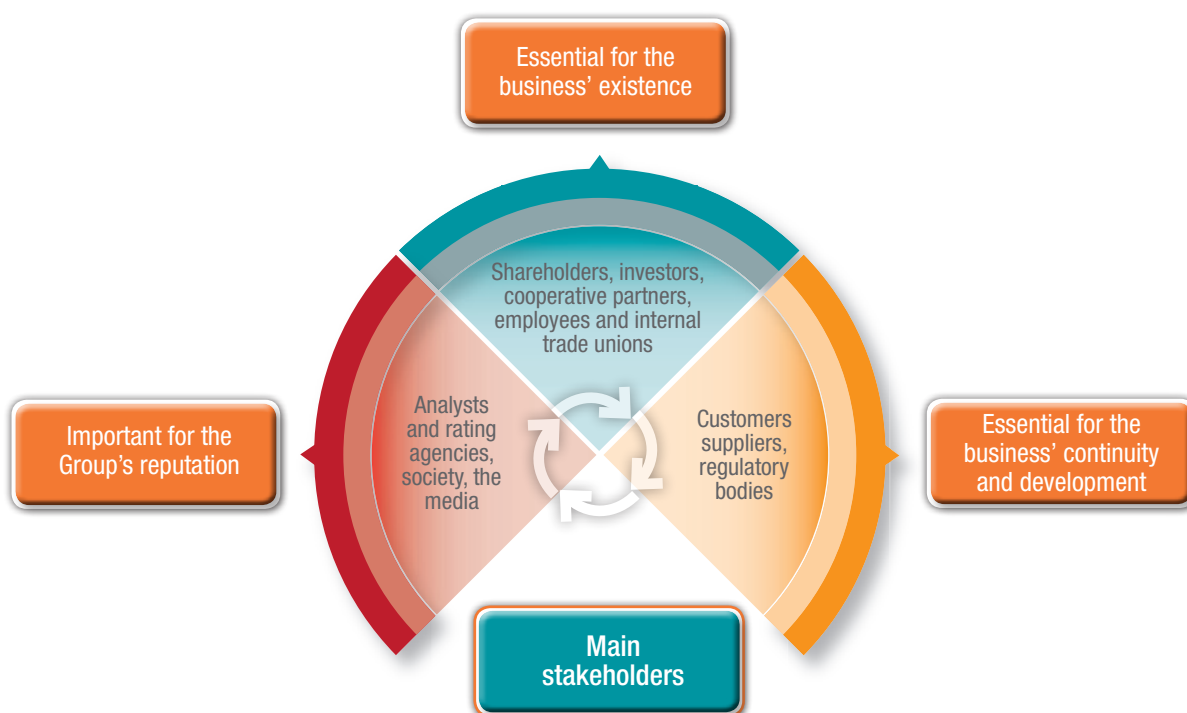 Essential for the
business’ existence
Shareholders, investors,
cooperative partners,
employees and internal
trade unions
Important for the
Group’s reputation
Analysts
and rating
agencies,
society, the
media
Customers
suppliers,
regulatory
bodies
Essential for the
business’ continuity
and development
Main
stakeholders